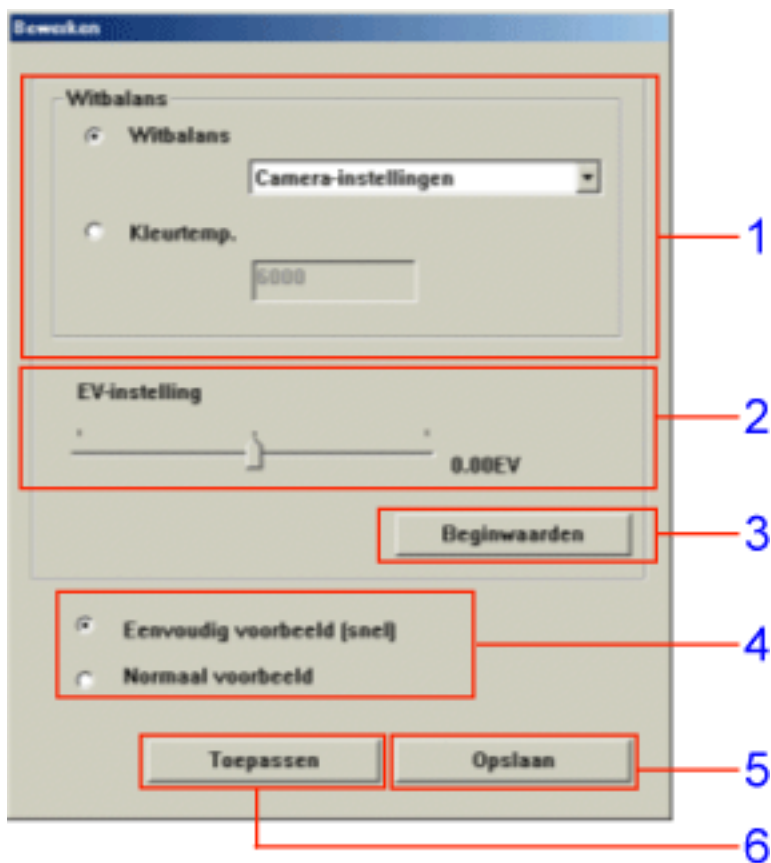 Bewerken
Witbalans
Witbalans
Camera-instellingen
Kleurtemp.
6000
1
EV-instelling
0.00EV
2
Beginwaarden
3
Eenvoudig voorbeeld (snel)
Normaal voorbeeld
4
Toepassen
Opslaan
5
6